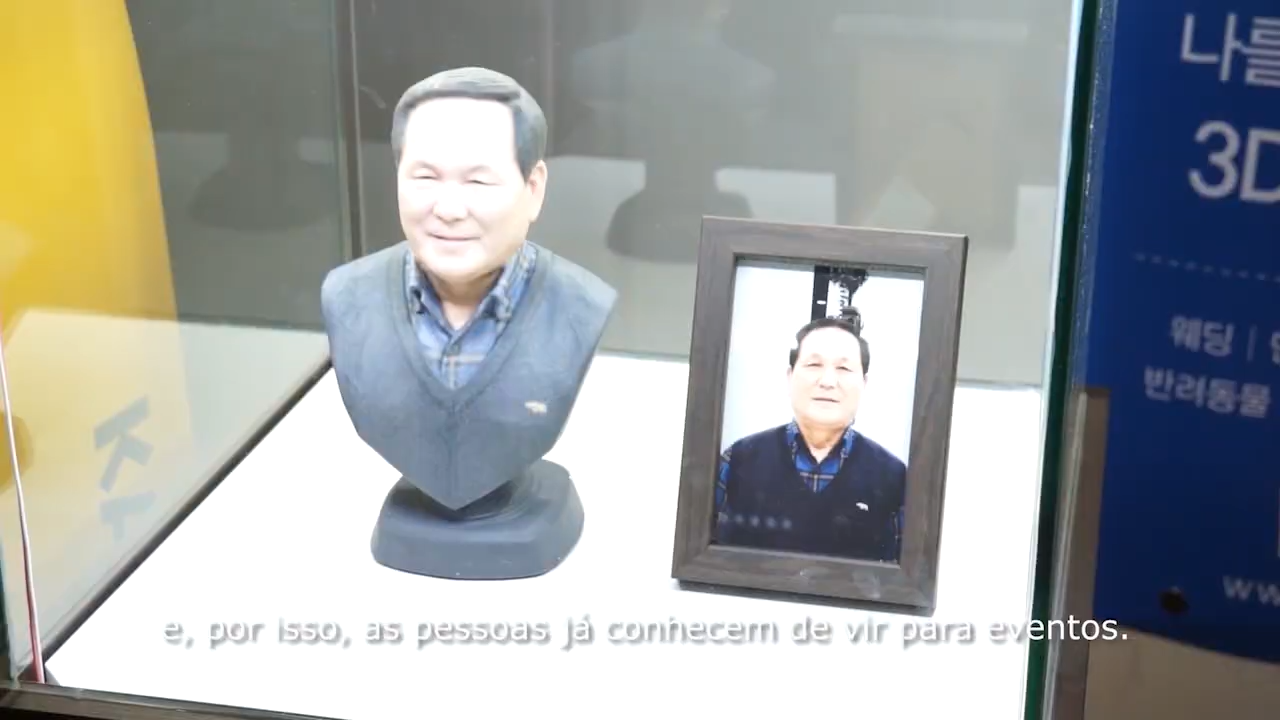 나를
3D
웨딩 |
반려동물
ww
e, por isso, as pessoas já conhecem de vir para eventos.